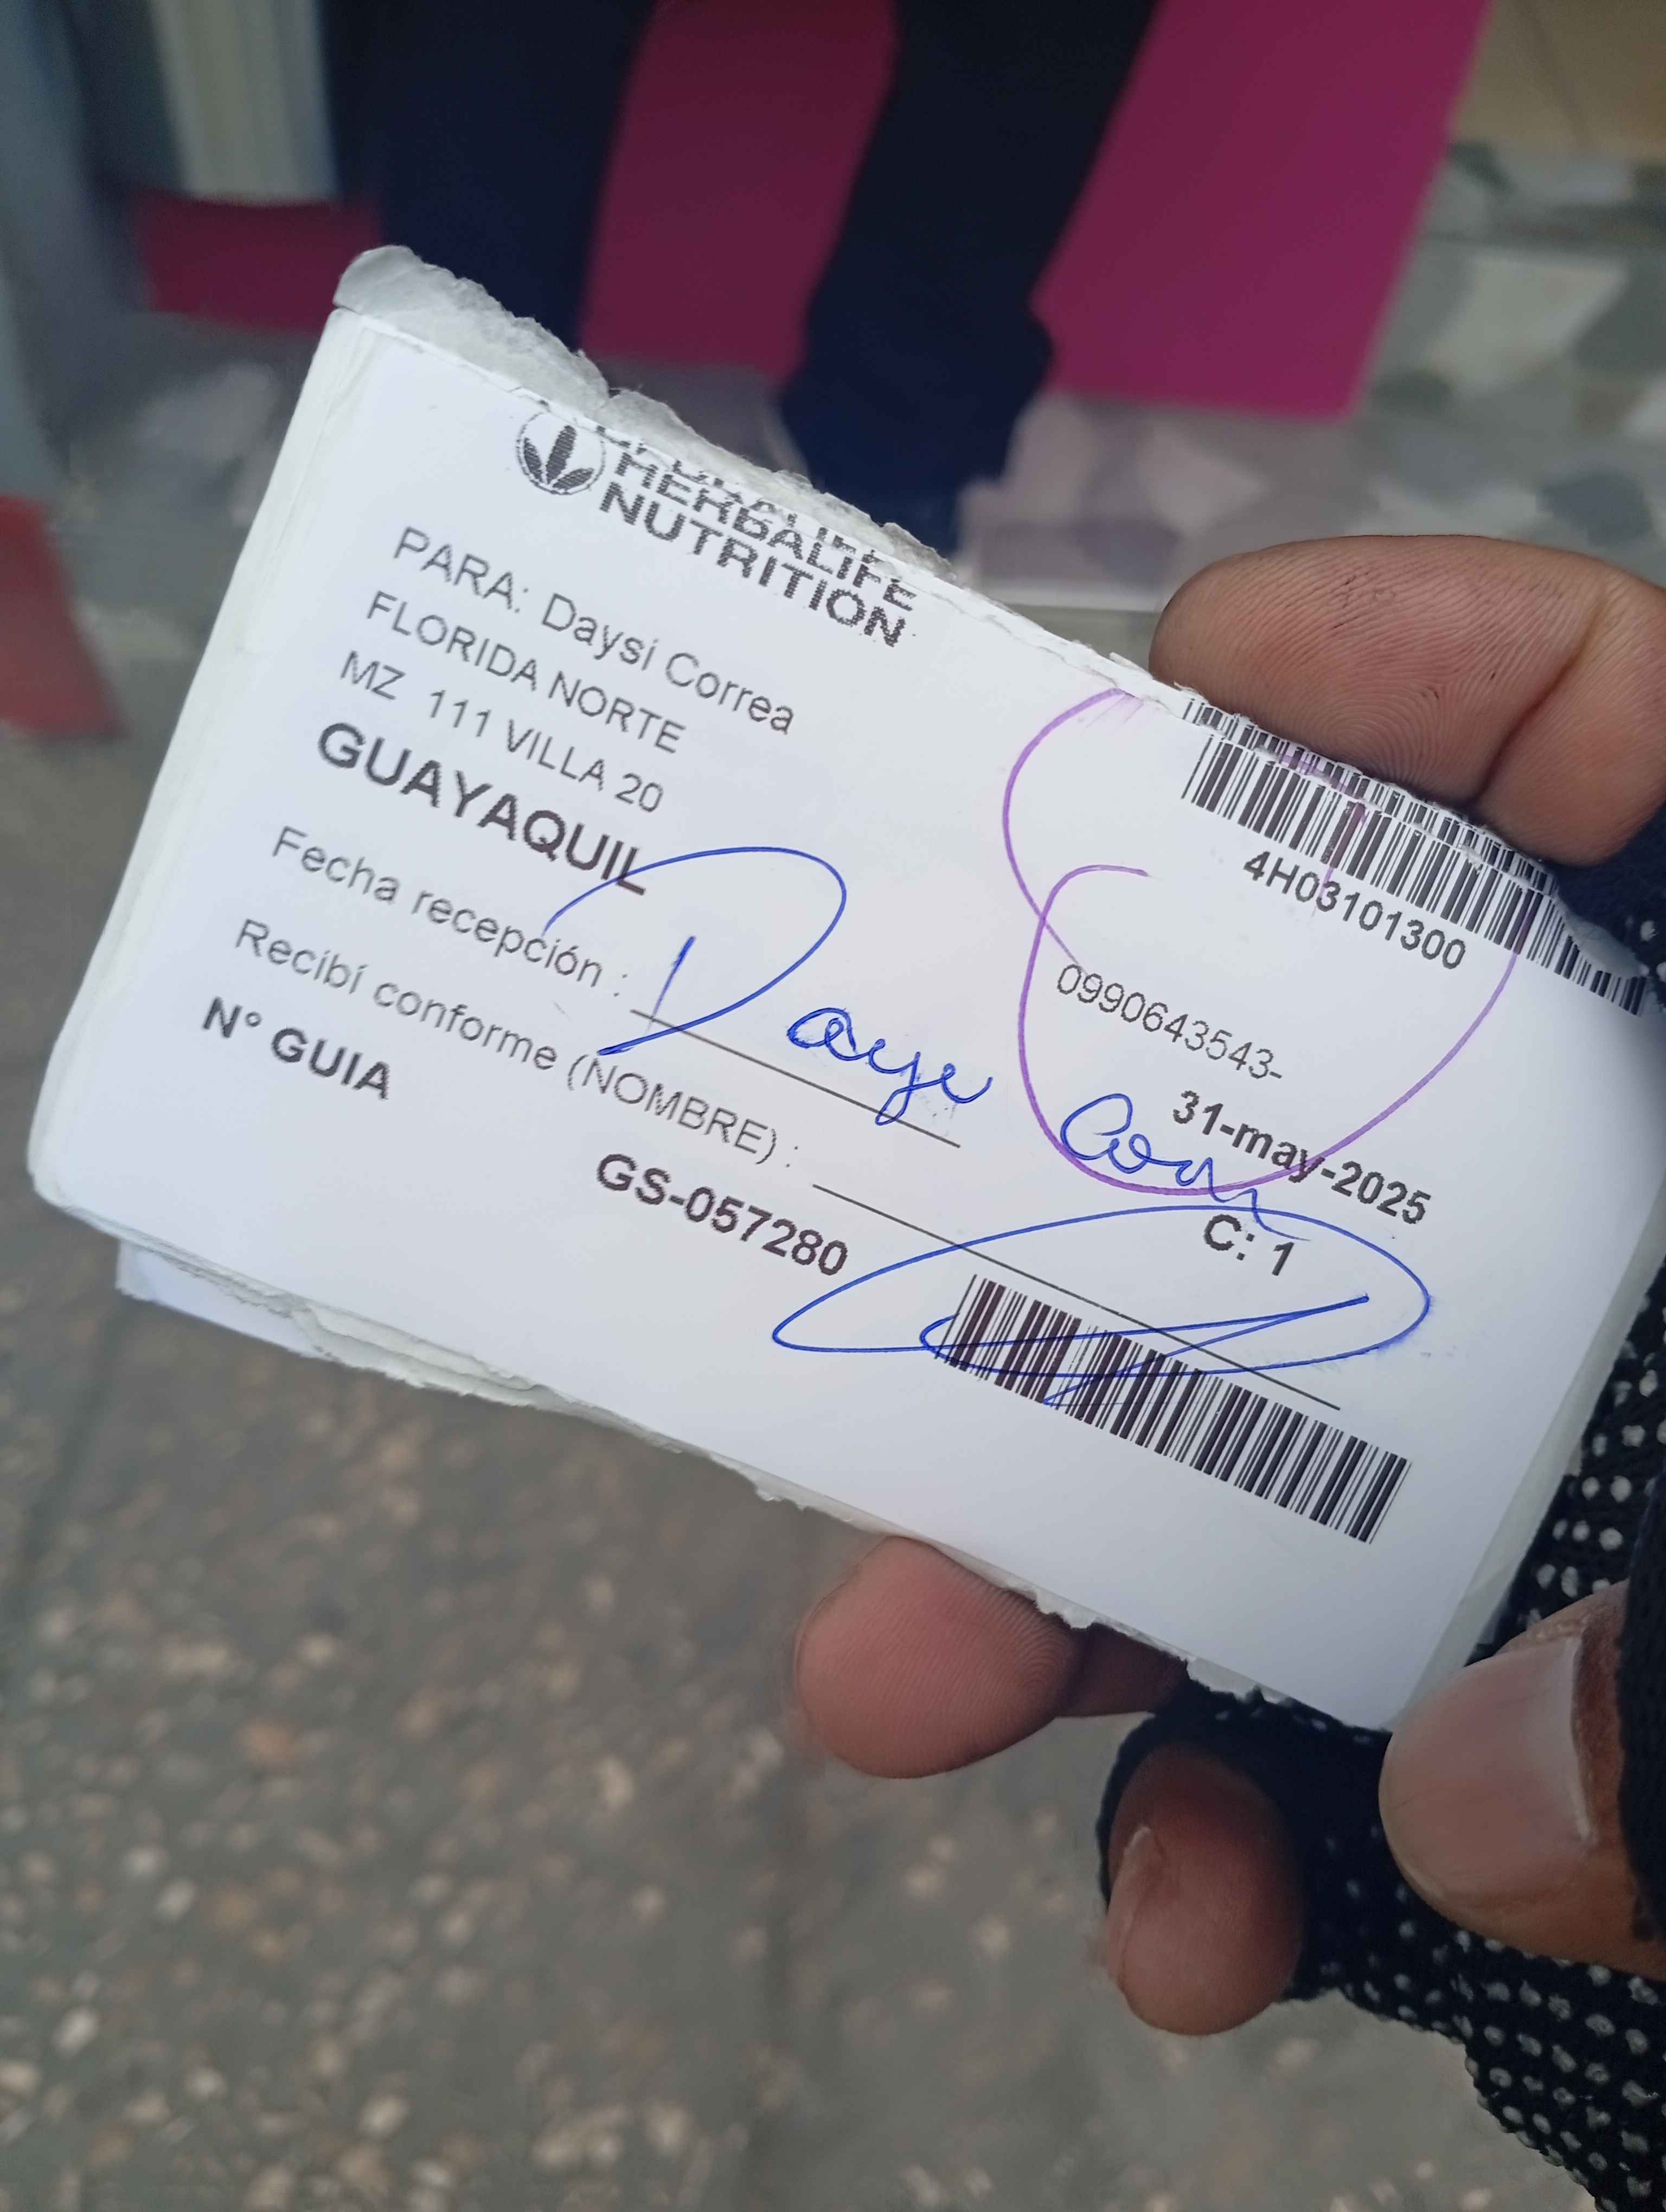 HERBALIFE
NUTRITION
PARA: Daysi Correa
FLORIDA NORTE
MZ 111 VILLA 20
GUAYAQUIL
4H03101300
0990643543-
31-may-2025
C: 1
Fecha recepción :
Recibí conforme (NOMBRE) :
N° GUIA
GS-057280